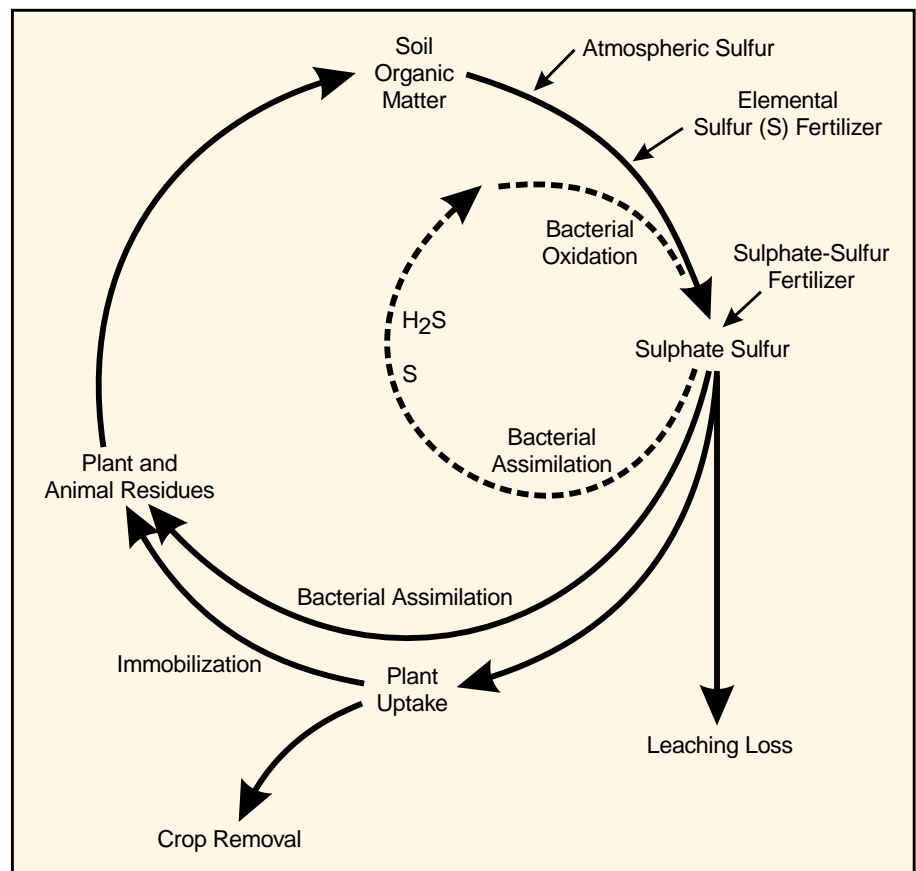 Soil
Organic
Matter
Atmospheric Sulfur
Elemental
Sulfur (S) Fertilizer
Bacterial
Oxidation
Sulphate-Sulfur
Fertilizer
H2S
Sulphate Sulfur
S
Bacterial
Assimilation
Plant and
Animal Residues
Bacterial Assimilation
Immobilization
Plant
Uptake
Leaching Loss
Crop Removal